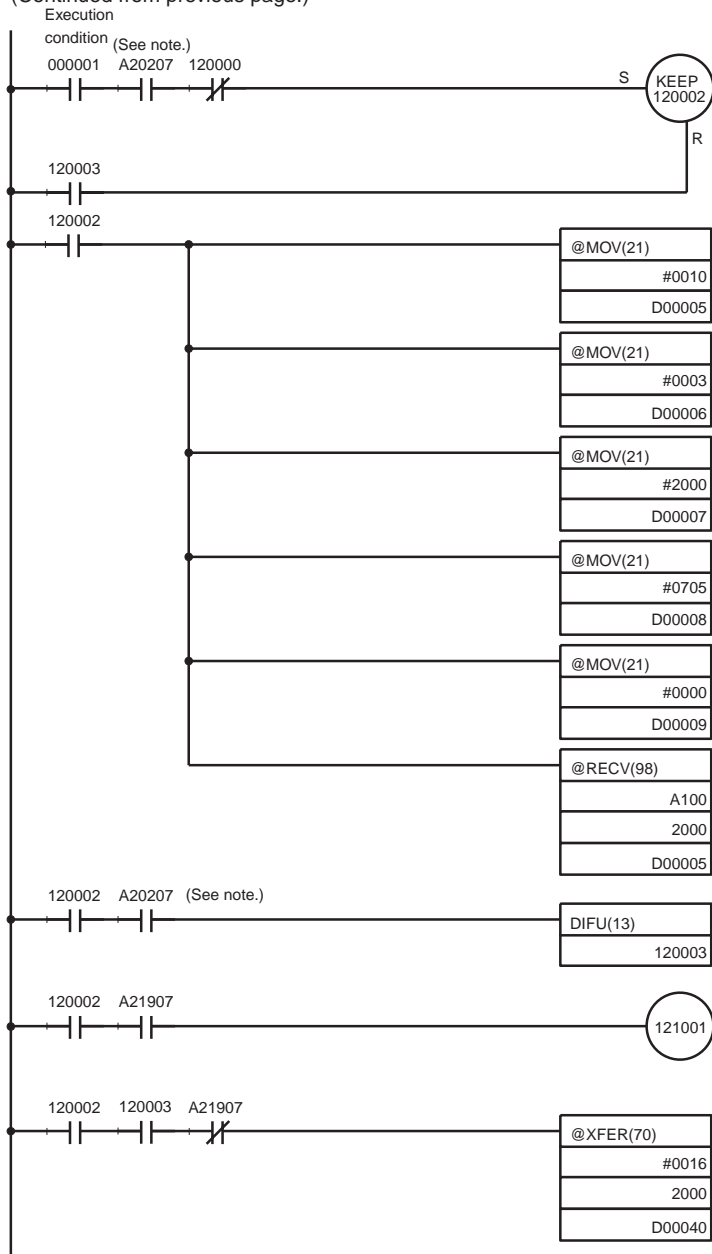 (Continued from previous page.)
Execution
condition (See note.)
000001 A20207 120000
S KEEP
120002
R
120003
120002
@MOV(21)
#0010
D00005
@MOV(21)
#0003
D00006
@MOV(21)
#2000
D00007
@MOV(21)
#0705
D00008
@MOV(21)
#0000
D00009
@RECV(98)
A100
2000
D00005
120002 A20207 (See note.)
DIFU(13)
120003
120002 A21907
121001
120002 120003 A21907
@XFER(70)
#0016
2000
D00040